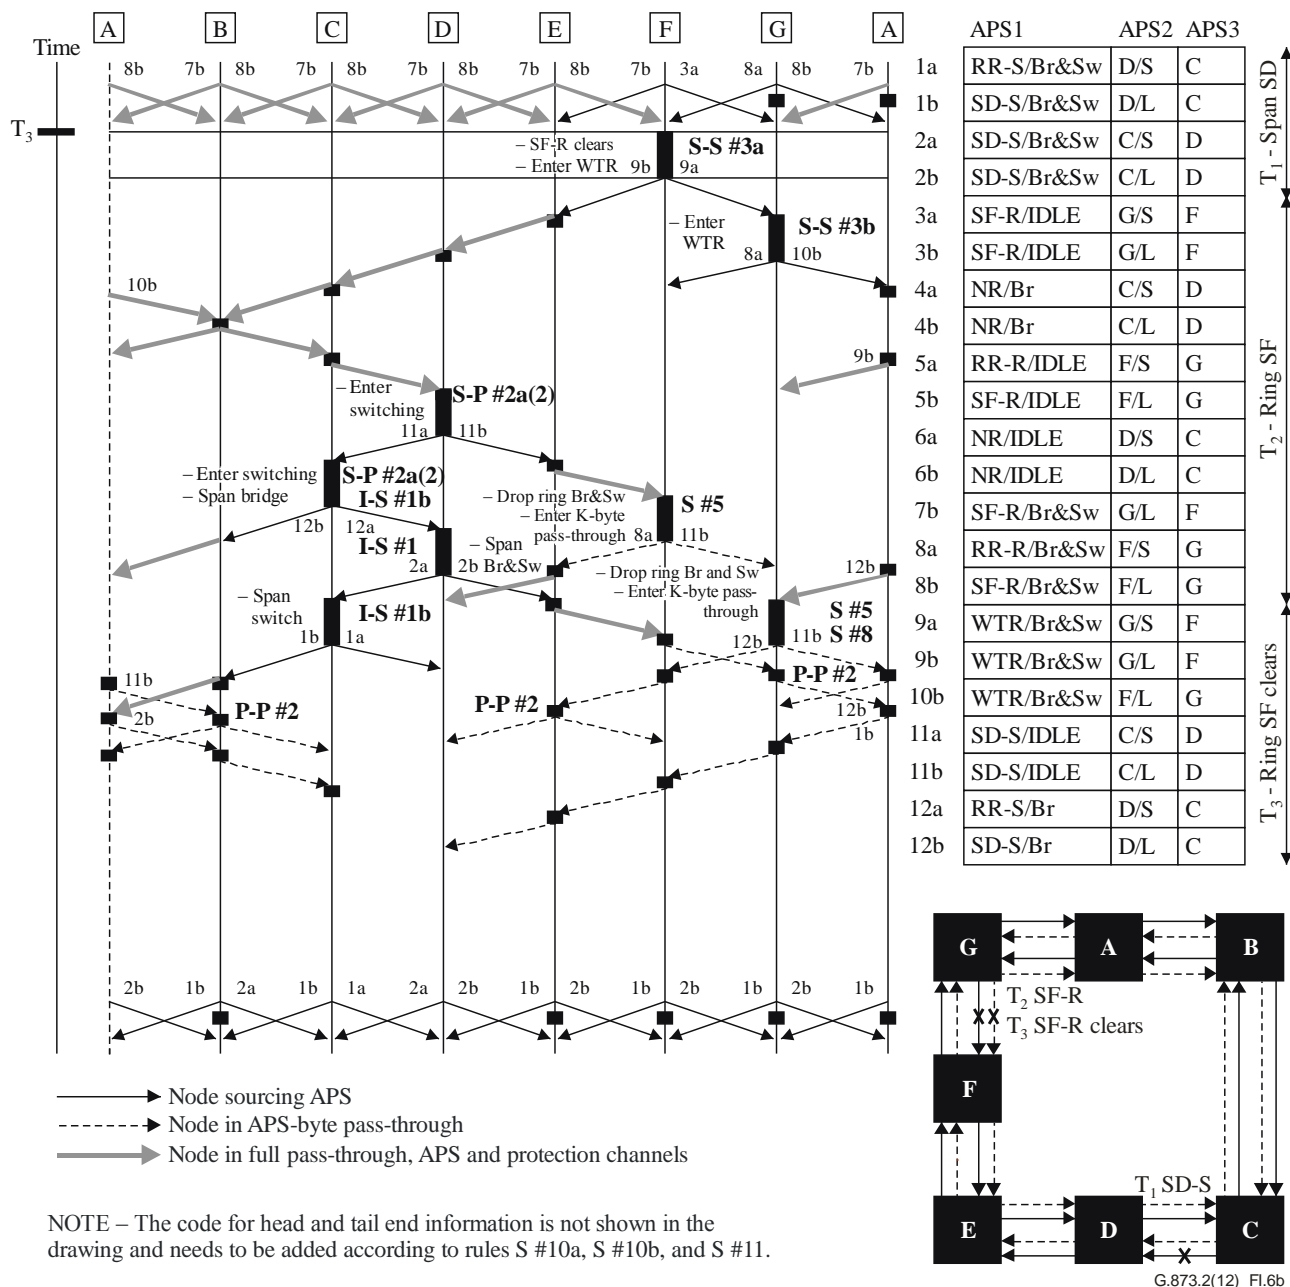 A B C D E F G A APS1 APS2 APS3
Time
8b 7b 8b 7b 8b 7b 8b 7b 8b 7b 3a 8a 8b 7b
1a RR-S/Br&Sw D/S C
1b SD-S/Br&Sw D/L C
2a SD-S/Br&Sw C/S D
2b SD-S/Br&Sw C/L D
3a SF-R/IDLE G/S F
3b SF-R/IDLE G/L F
4a NR/Br C/S D
4b NR/Br C/L D
5a RR-R/IDLE F/S G
5b SF-R/IDLE F/L G
6a NR/IDLE D/S C
6b NR/IDLE D/L C
7b SF-R/Br&Sw G/L F
8a RR-R/Br&Sw F/S G
8b SF-R/Br&Sw F/L G
9a WTR/Br&Sw G/S F
9b WTR/Br&Sw G/L F
10b WTR/Br&Sw F/L G
11a SD-S/IDLE C/S D
11b SD-S/IDLE C/L D
12a RR-S/Br D/S C
12b SD-S/Br D/L C
T1 - Span SD
T2 - Ring SF
T3 - Ring SF clears
T3
– SF-R clears
– Enter WTR
S-S #3a
9b 9a
– Enter
WTR
S-S #3b
8a 10b
10b
9b
– Enter
switching
S-P #2a(2)
11a 11b
– Enter switching
– Span bridge
S-P #2a(2)
I-S #1b
12b 12a
– Drop ring Br&Sw
– Enter K-byte
pass-through
S #5
8a 11b
I-S #1
– Span
Br&Sw
2a 2b
– Drop ring Br and Sw
– Enter K-byte pass-
through
12b
S #5
S #8
– Span
switch
I-S #1b
1b 1a
12b 11b
11b
P-P #2
2b
P-P #2
P-P #2
12b
1b
2b 1b 2a 1b 1a 2a 2b 1b 2b 1b 2b 1b 2b 1b
Node sourcing APS
Node in APS-byte pass-through
Node in full pass-through, APS and protection channels
NOTE – The code for head and tail end information is not shown in the
drawing and needs to be added according to rules S #10a, S #10b, and S #11.
G A B
T2 SF-R
T3 SF-R clears
F
T1 SD-S
E D C
G.873.2(12) FI.6b